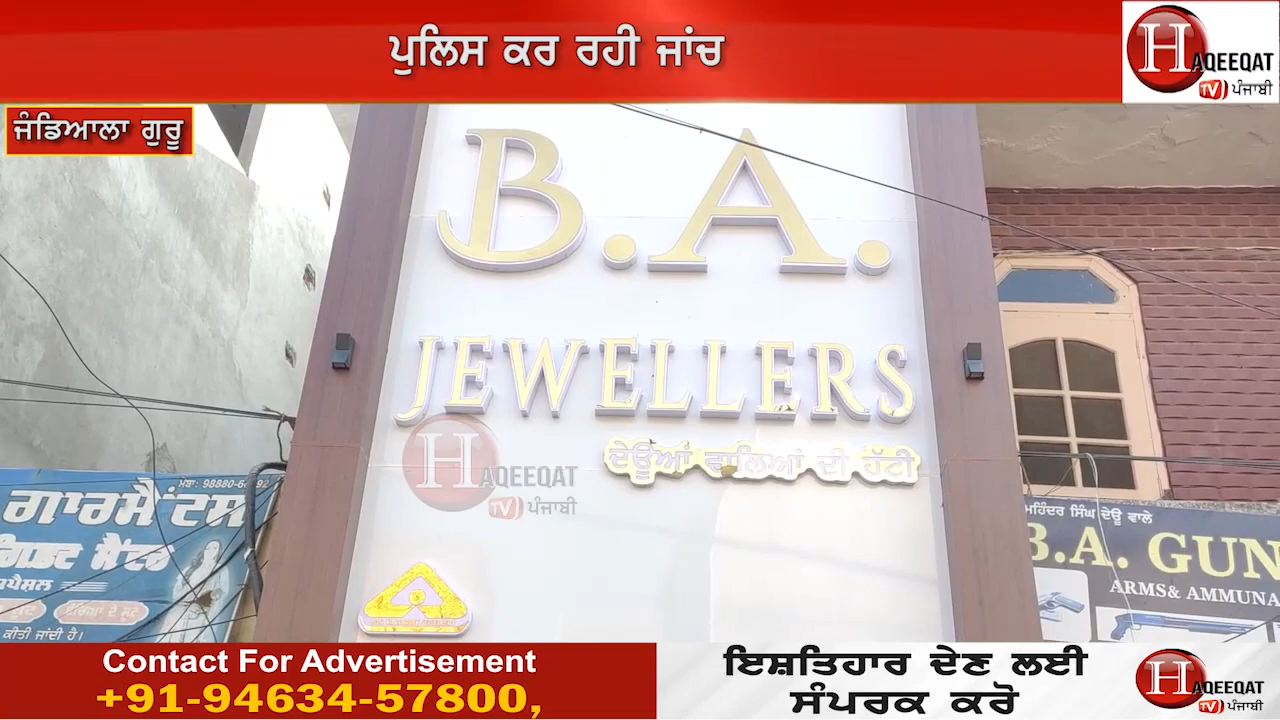 ਪੁਲਿਸ ਕਰ ਰਹੀ ਜਾਂਚ
HAQEEQAT
TV ਪੰਜਾਬੀ
ਜੰਡਿਆਲਾ ਗੁਰੂ
B.A.
JEWELLERS
ਦੇਊਆਂ ਵਾਲਿਆਂ ਦੀ ਹੱਟੀ
HAQEEQAT
TV ਪੰਜਾਬੀ
ਗਾਰਮੈਂਟਸ
ਸਪੈਸ਼ਲ
ਕੀਤੀ ਜਾਂਦੀ ਹੈ।
ਮਹਿੰਦਰ ਸਿੰਘ ਦੇਊ ਵਾਲੇ
B.A. GUN
ARMS & AMMUNA
Contact For Advertisement
+91-94634-57800,
ਇਸ਼ਤਿਹਾਰ ਦੇਣ ਲਈ
ਸੰਪਰਕ ਕਰੋ
HAQEEQAT
TV ਪੰਜਾਬੀ